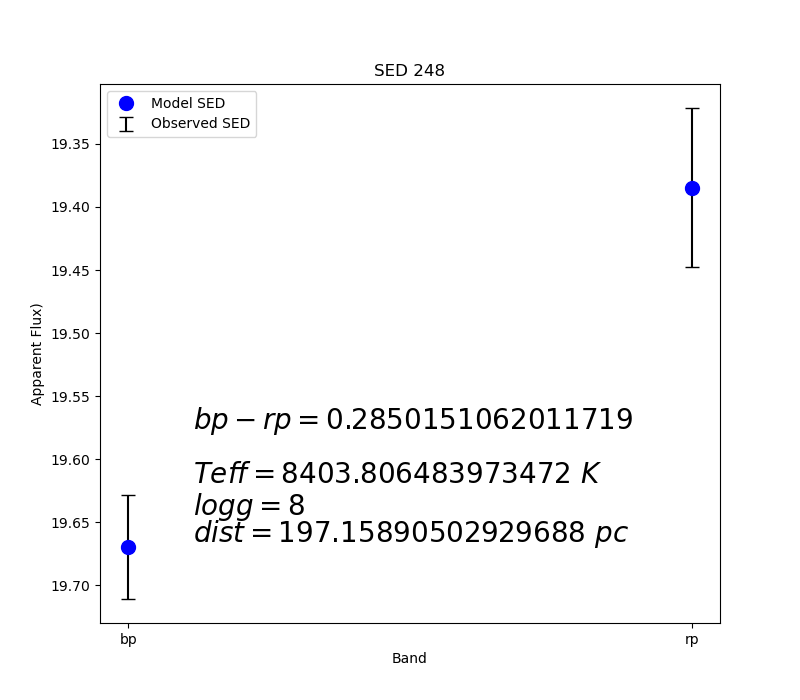 SED 248
Model SED
Observed SED
19.35
19.40
19.45
19.50
19.55
19.60
19.65
19.70
Apparent Flux)
bp − rp = 0.2850151062011719
Teff = 8403.806483973472 K
logg = 8
dist = 197.15890502929688 pc
bp
rp
Band